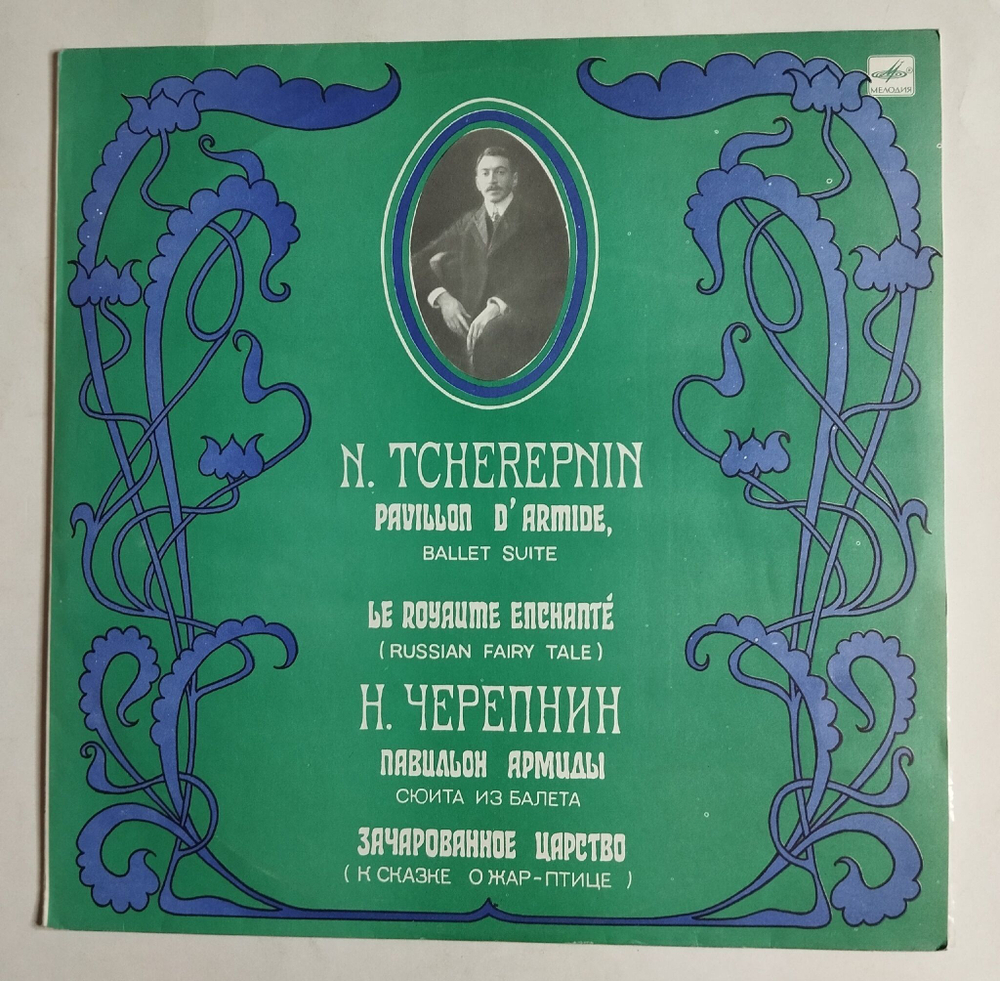 МЕЛОДИЯ
N. TCHEREPNIN
PAVILLON D'ARMIDE,
BALLET SUITE
LE ROYAUME ENCHANTÉ
(RUSSIAN FAIRY TALE)
Н. ЧЕРЕПНИН
ПАВИЛЬОН АРМИДЫ
СЮИТА ИЗ БАЛЕТА
ЗАЧАРОВАННОЕ ЦАРСТВО
(К СКАЗКЕ О ЖАР-ПТИЦЕ)